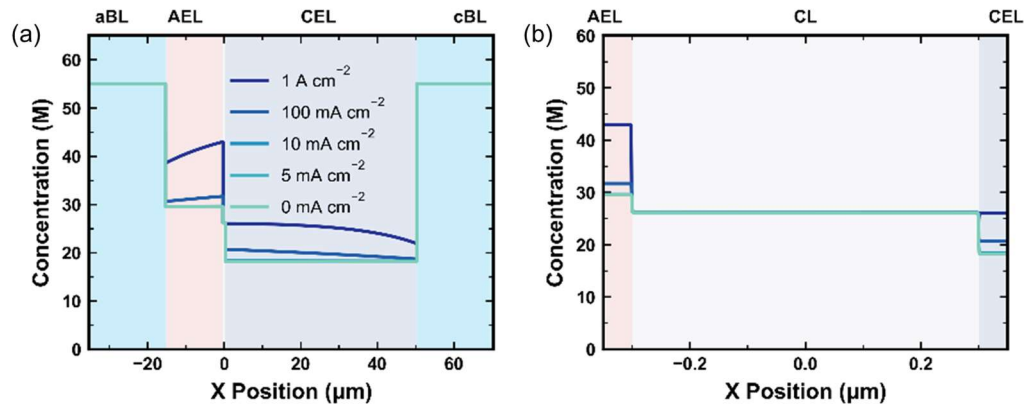 (a)
aBL AEL CEL cBL
60
50
40
30
20
10
0
Concentration (M)
1 A cm⁻²
100 mA cm⁻²
10 mA cm⁻²
5 mA cm⁻²
0 mA cm⁻²
−20 0 20 40 60
X Position (µm)
(b)
AEL CL CEL
60
50
40
30
20
10
0
Concentration (M)
−0.2 0.0 0.2
X Position (µm)